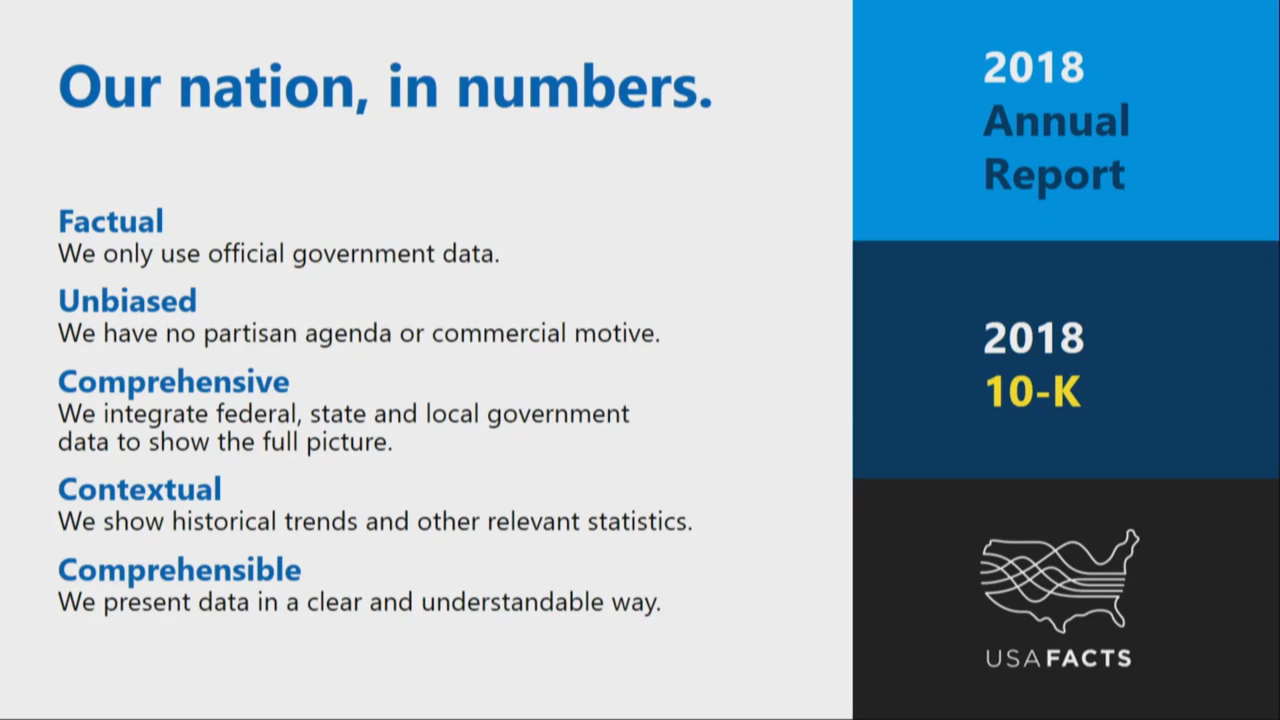 Our nation, in numbers.
Factual
We only use official government data.
Unbiased
We have no partisan agenda or commercial motive.
Comprehensive
We integrate federal, state and local government
data to show the full picture.
Contextual
We show historical trends and other relevant statistics.
Comprehensible
We present data in a clear and understandable way.
2018
Annual
Report
2018
10-K
USAFACTS